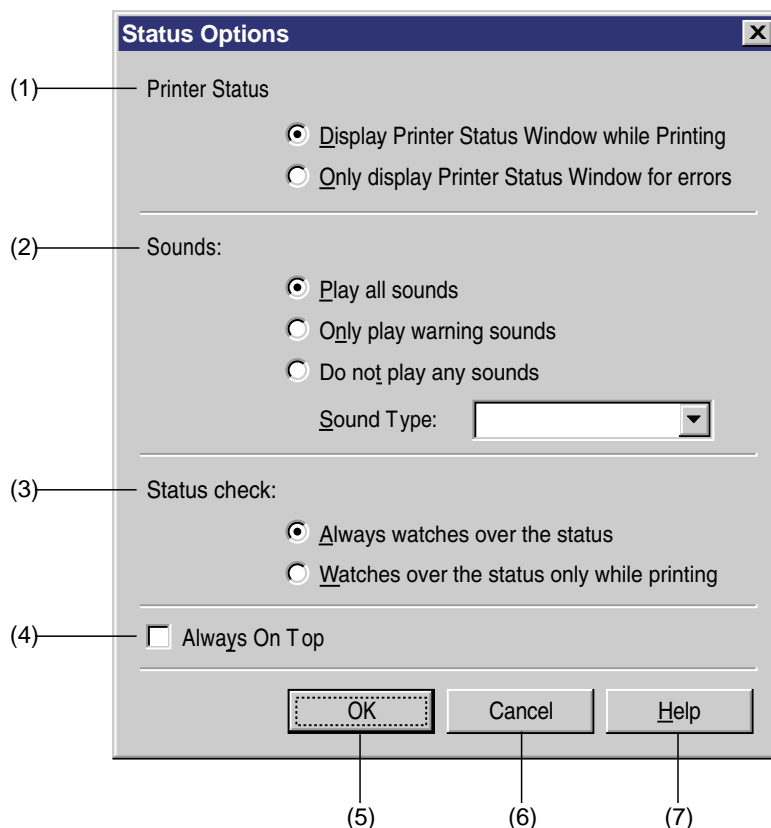 Status Options
(1) Printer Status
Display Printer Status Window while Printing
Only display Printer Status Window for errors
(2) Sounds:
Play all sounds
Only play warning sounds
Do not play any sounds
Sound Type:
(3) Status check:
Always watches over the status
Watches over the status only while printing
(4) Always On Top
OK Cancel Help
(5) (6) (7)